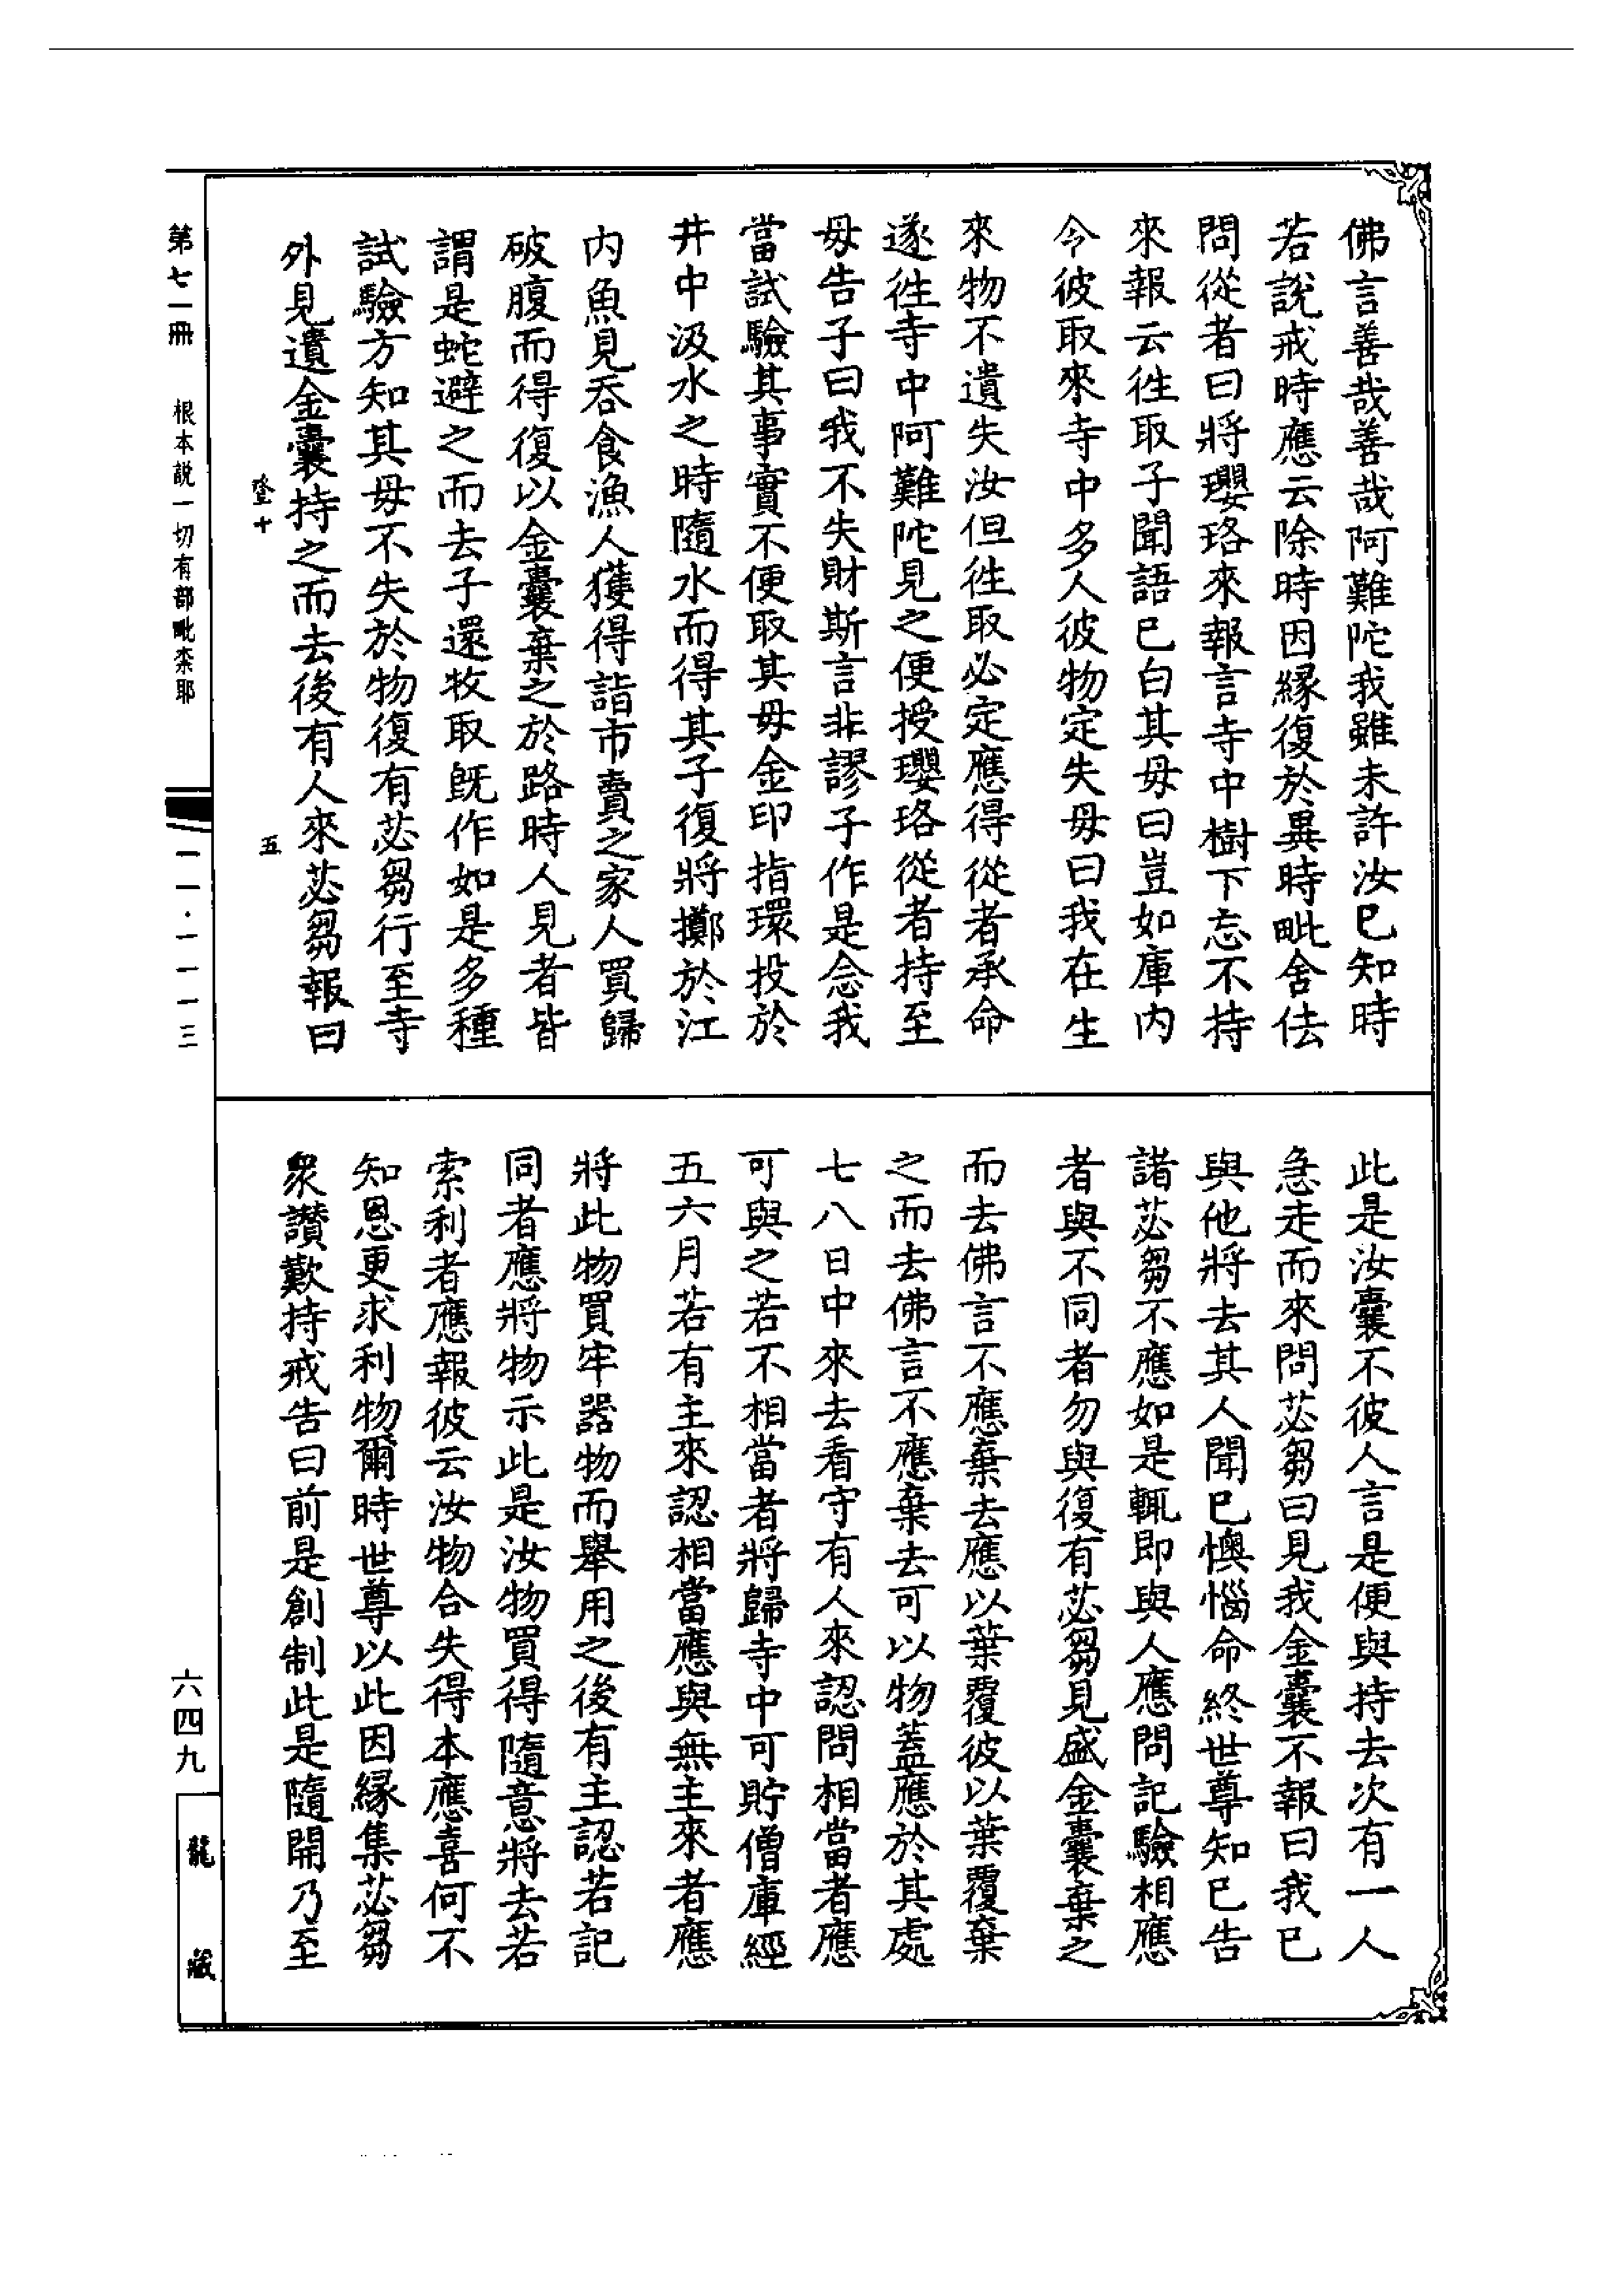 佛言善哉善哉阿難陀我雖未許汝已知時
若說戒時應云除時因緣復於異時毗舍佉
問從者曰將瓔珞來報言寺中樹下忘不持
來報云徃取子聞語已白其母曰豈如庫内
今彼取來寺中多人彼物定失母曰我在生
來物不遺失汝但徃取必定應得從者承命
遂徃寺中阿難陀見之便授瓔珞從者持至
母告子曰我不失財斯言非謬子作是念我
當試驗其事實不便取其母金印指環投於
井中汲水之時隨水而得其子復將擲於江
内魚見吞食漁人獲得詣市賣之家人買歸
破腹而得復以金囊棄之於路時人見者皆
謂是蛇避之而去子還收取既作如是多種
試驗方知其母不失於物復有苾芻行至寺
外見遺金囊持之而去後有人來苾芻報曰
此是汝囊不彼人言是便與持去次有一人
急走而來問苾芻曰見我金囊不報曰我已
與他將去其人聞已懊惱命終世尊知已告
諸苾芻不應如是輒即與人應問記驗相應
者與不同者勿與復有苾芻見盛金囊棄之
而去佛言不應棄去應以葉覆彼以葉覆棄
之而去佛言不應棄去可以物蓋應於其處
七八日中來去看守有人來認問相當者應
可與之若不相當者將歸寺中可貯僧庫經
五六月若有主來認相當應與無主來者應
將此物買牢器物而舉用之後有主認若記
同者應將物示此是汝物買得隨意將去若
索利者應報彼云汝物合失得本應喜何不
知恩更求利物爾時世尊以此因緣集苾芻
衆讚歎持戒告曰前是創制此是隨開乃至
十
五
第七一冊
根本説一切有部毗柰耶
一一·一一一三
六四九
龍藏